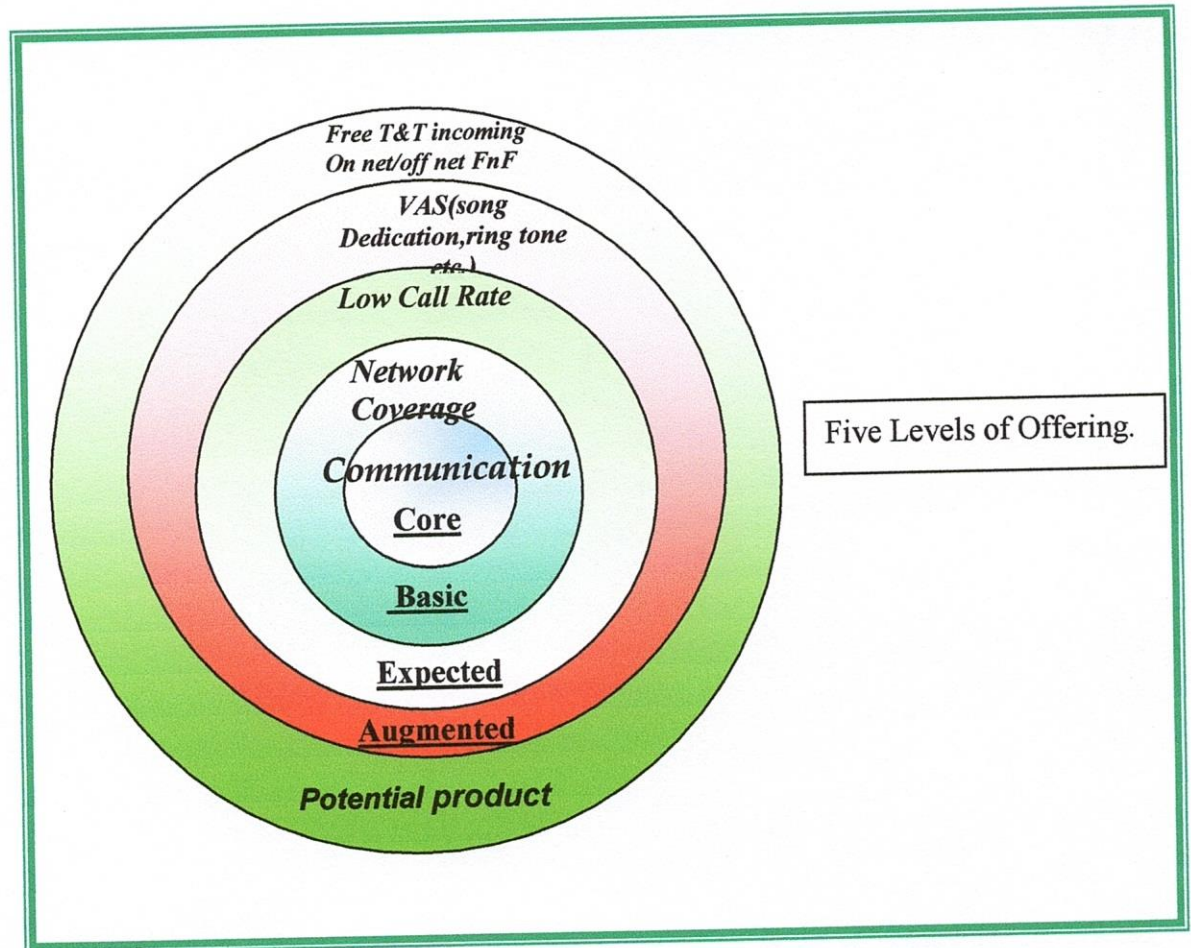 Free T&T incoming
On net/off net FnF
VAS(song
Dedication,ring tone
etc.)
Low Call Rate
Network
Coverage
Communication
Core
Basic
Expected
Augmented
Potential product
Five Levels of Offering.